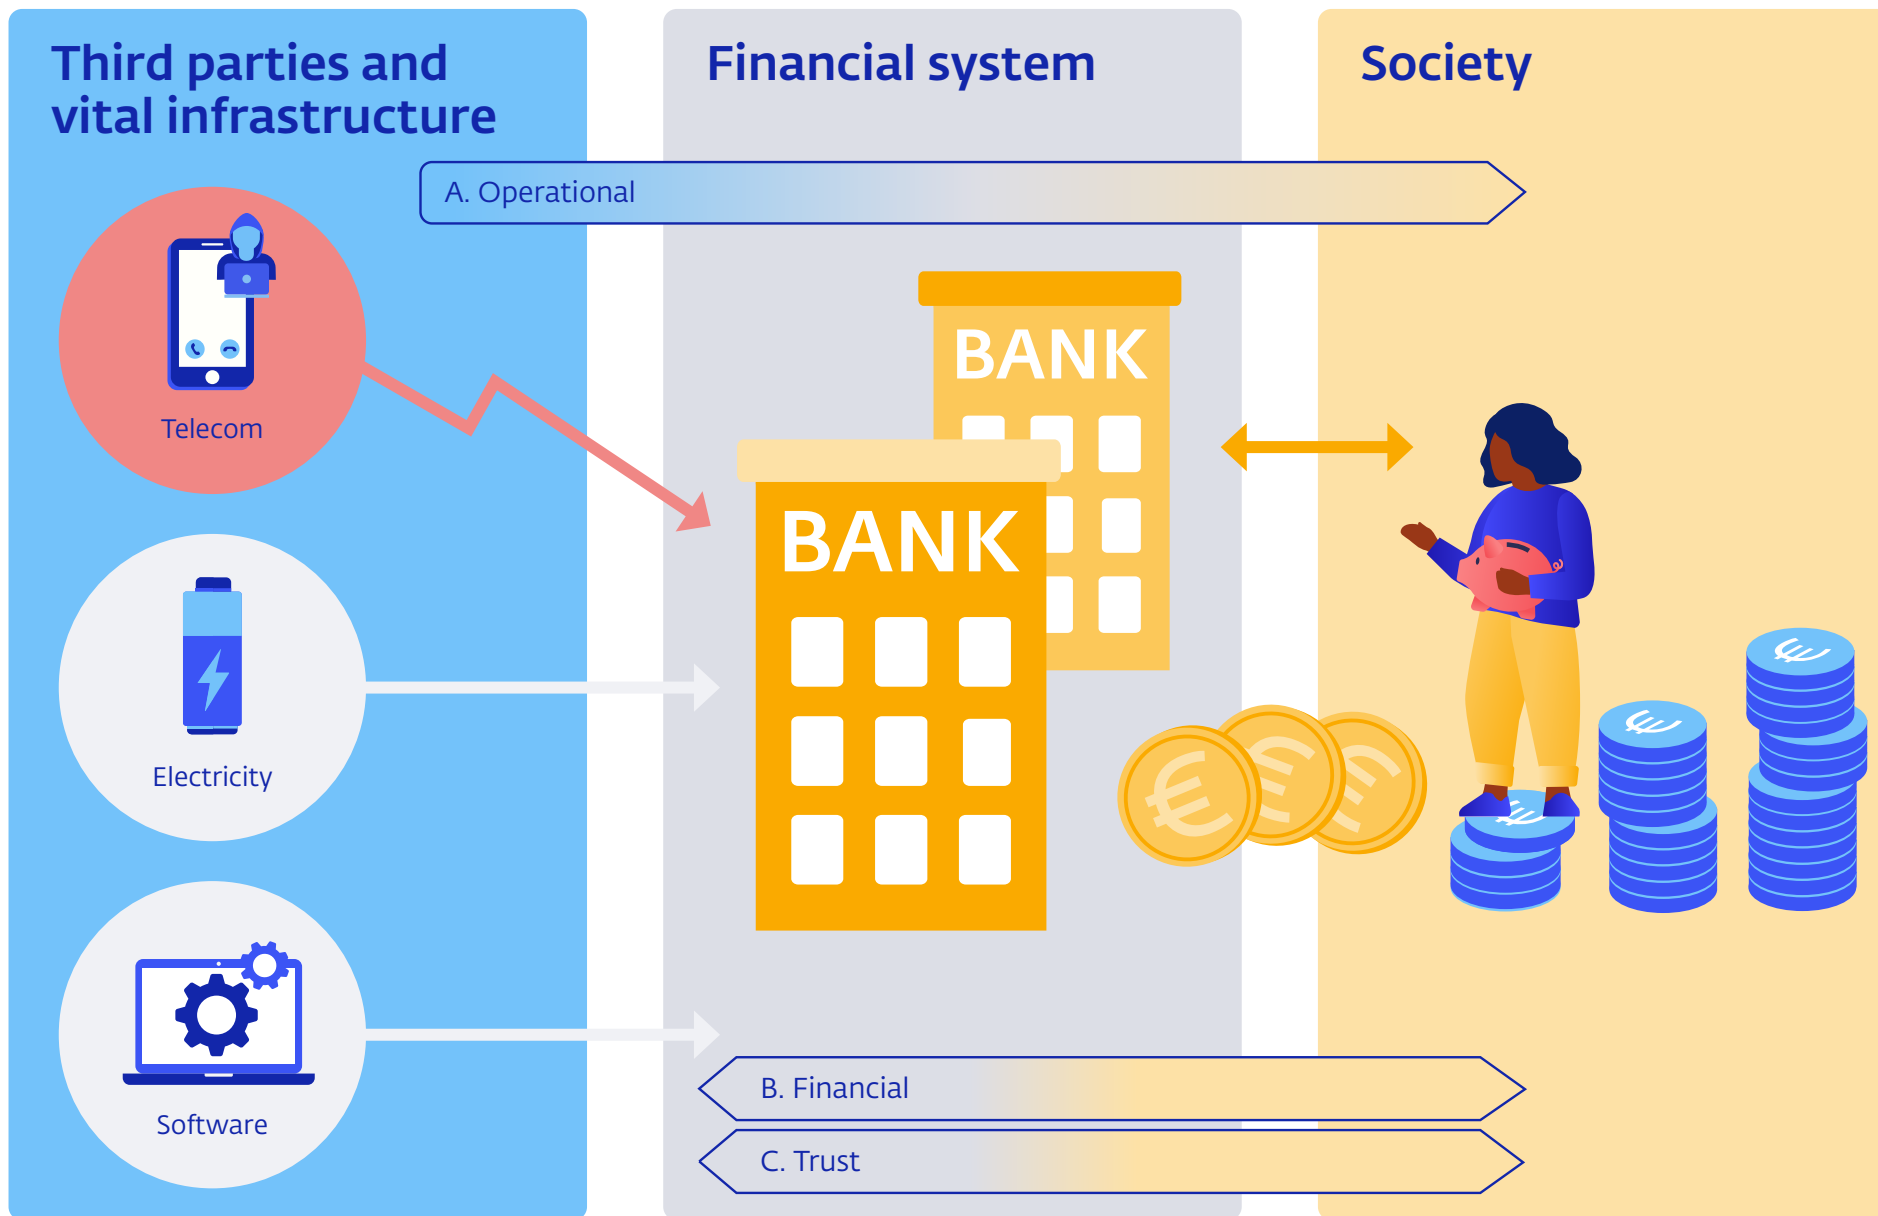 Third parties and
vital infrastructure
Financial system
Society
A. Operational
Telecom
BANK
BANK
Electricity
€ € €
€
€
€
Software
B. Financial
C. Trust